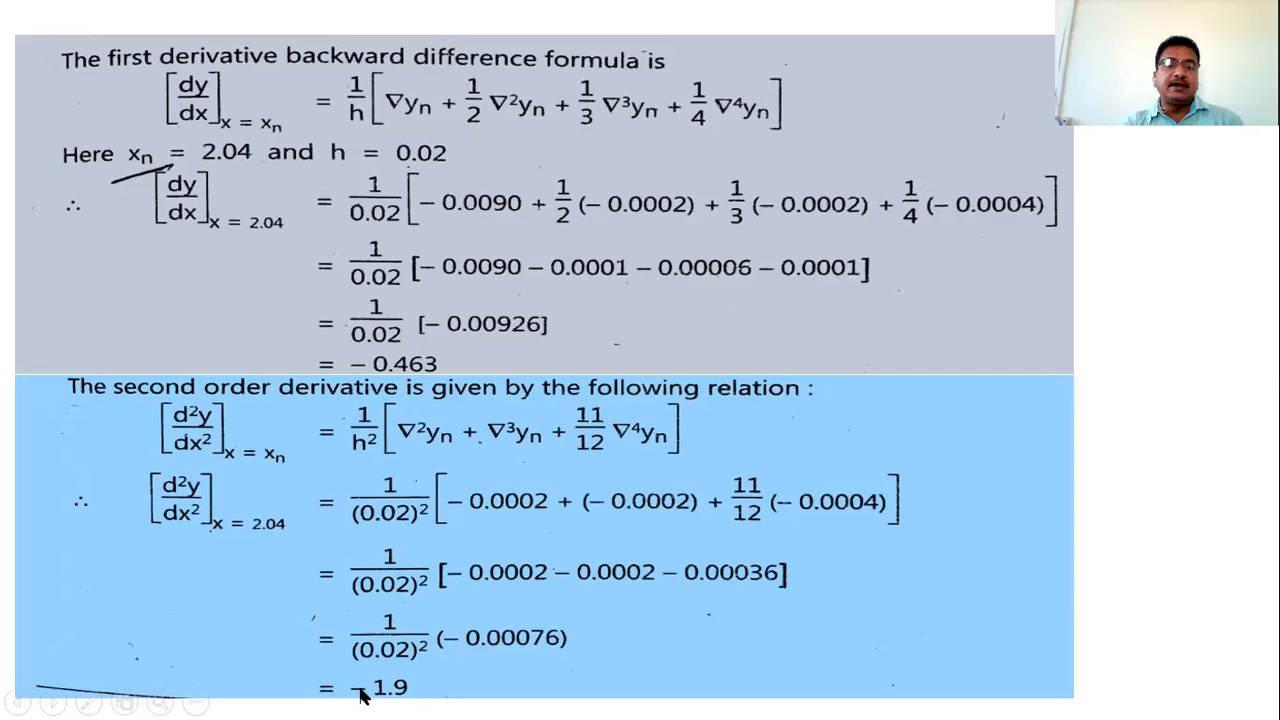 The first derivative backward difference formula is
[dy/dx]x = xn = 1/h [∇yn + 1/2 ∇²yn + 1/3 ∇³yn + 1/4 ∇⁴yn]
Here xn = 2.04 and h = 0.02
∴ [dy/dx]x = 2.04 = 1/0.02 [– 0.0090 + 1/2 (– 0.0002) + 1/3 (– 0.0002) + 1/4 (– 0.0004)]
= 1/0.02 [– 0.0090 – 0.0001 – 0.00006 – 0.0001]
= 1/0.02 [– 0.00926]
= – 0.463
The second order derivative is given by the following relation :
[d²y/dx²]x = xn = 1/h² [∇²yn + ∇³yn + 11/12 ∇⁴yn]
∴ [d²y/dx²]x = 2.04 = 1/(0.02)² [– 0.0002 + (– 0.0002) + 11/12 (– 0.0004)]
= 1/(0.02)² [– 0.0002 – 0.0002 – 0.00036]
= 1/(0.02)² (– 0.00076)
= – 1.9